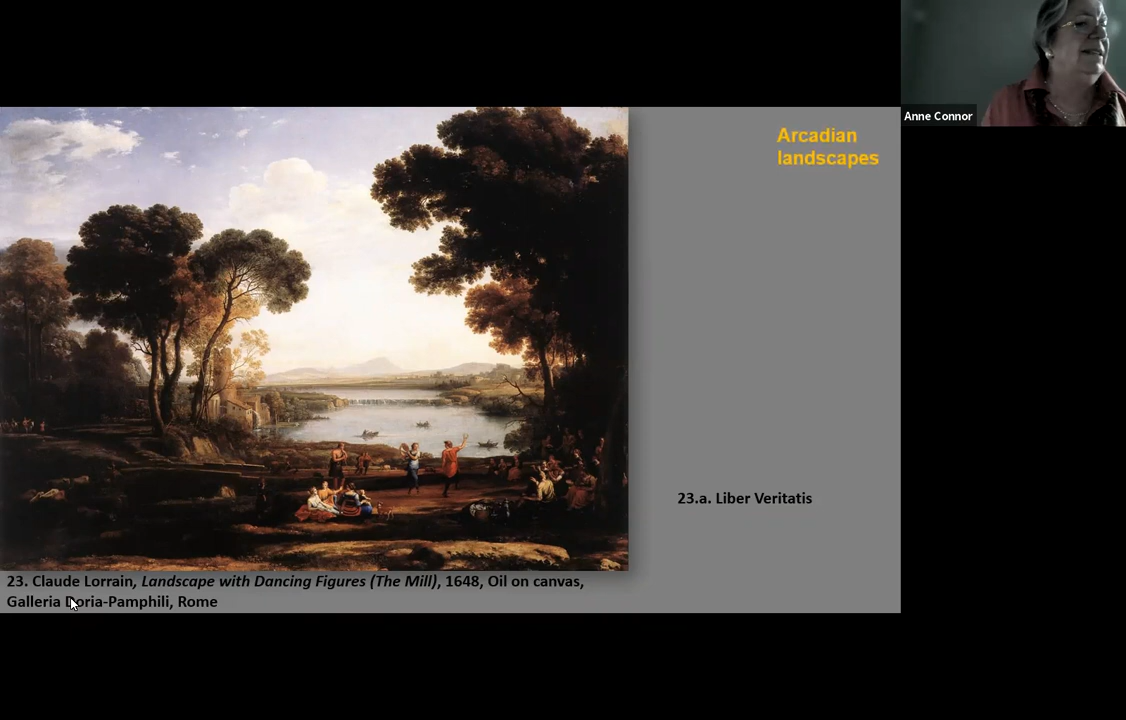 Anne Connor
Arcadian
landscapes
23.a. Liber Veritatis
23. Claude Lorrain, Landscape with Dancing Figures (The Mill), 1648, Oil on canvas,
Galleria Doria-Pamphili, Rome